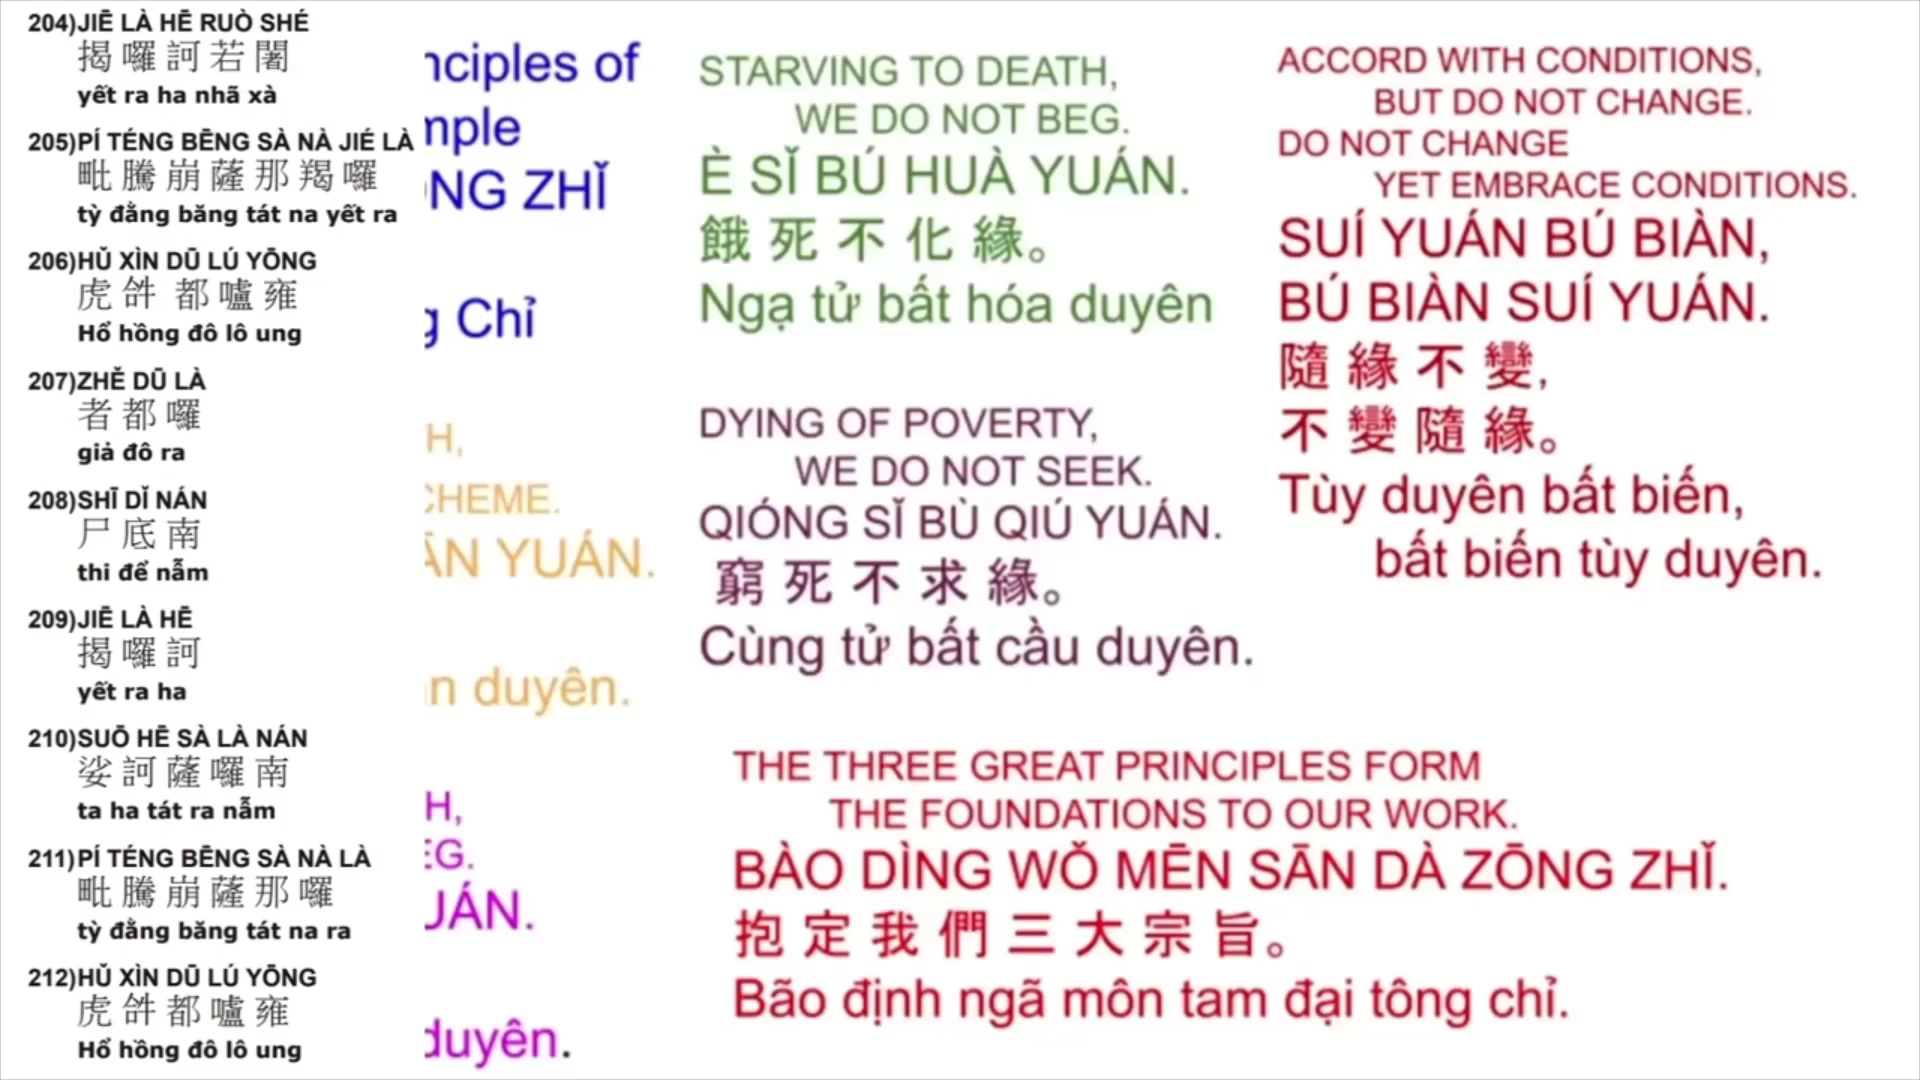 204)JIĒ LÀ HĒ RUÒ SHÉ
揭 囉 訶 若 闍
yết ra ha nhã xà
205)PÍ TÉNG BĒNG SÀ NÀ JIÉ LÀ
毗 騰 崩 薩 那 羯 囉
tỳ đằng băng tát na yết ra
206)HǓ XÌN DŪ LÚ YŌNG
虎 𤙖 都 嚧 雍
Hổ hồng đô lô ung
207)ZHĚ DŪ LÀ
者 都 囉
giả đô ra
208)SHĪ DǏ NÁN
尸 底 南
thi để nẫm
209)JIĒ LÀ HĒ
揭 囉 訶
yết ra ha
210)SUŌ HĒ SÀ LÀ NÁN
娑 訶 薩 囉 南
ta ha tát ra nẫm
211)PÍ TÉNG BĒNG SÀ NÀ LÀ
毗 騰 崩 薩 那 囉
tỳ đằng băng tát na ra
212)HǓ XÌN DŪ LÚ YŌNG
虎 𤙖 都 嚧 雍
Hổ hồng đô lô ung
nciples of
mple
NG ZHǏ
g Chỉ
H,
CHEME.
ĀN YUÁN.
n duyên.
H,
EG.
UÁN.
duyên.
STARVING TO DEATH,
WE DO NOT BEG.
È SǏ BÚ HUÀ YUÁN.
餓 死 不 化 緣。
Ngạ tử bất hóa duyên
DYING OF POVERTY,
WE DO NOT SEEK.
QIÓNG SǏ BÙ QIÚ YUÁN.
窮 死 不 求 緣。
Cùng tử bất cầu duyên.
ACCORD WITH CONDITIONS,
BUT DO NOT CHANGE.
DO NOT CHANGE
YET EMBRACE CONDITIONS.
SUÍ YUÁN BÚ BIÀN,
BÚ BIÀN SUÍ YUÁN.
隨 緣 不 變,
不 變 隨 緣。
Tùy duyên bất biến,
bất biến tùy duyên.
THE THREE GREAT PRINCIPLES FORM
THE FOUNDATIONS TO OUR WORK.
BÀO DÌNG WǑ MĒN SĀN DÀ ZŌNG ZHǏ.
抱 定 我 們 三 大 宗 旨。
Bão định ngã môn tam đại tông chỉ.